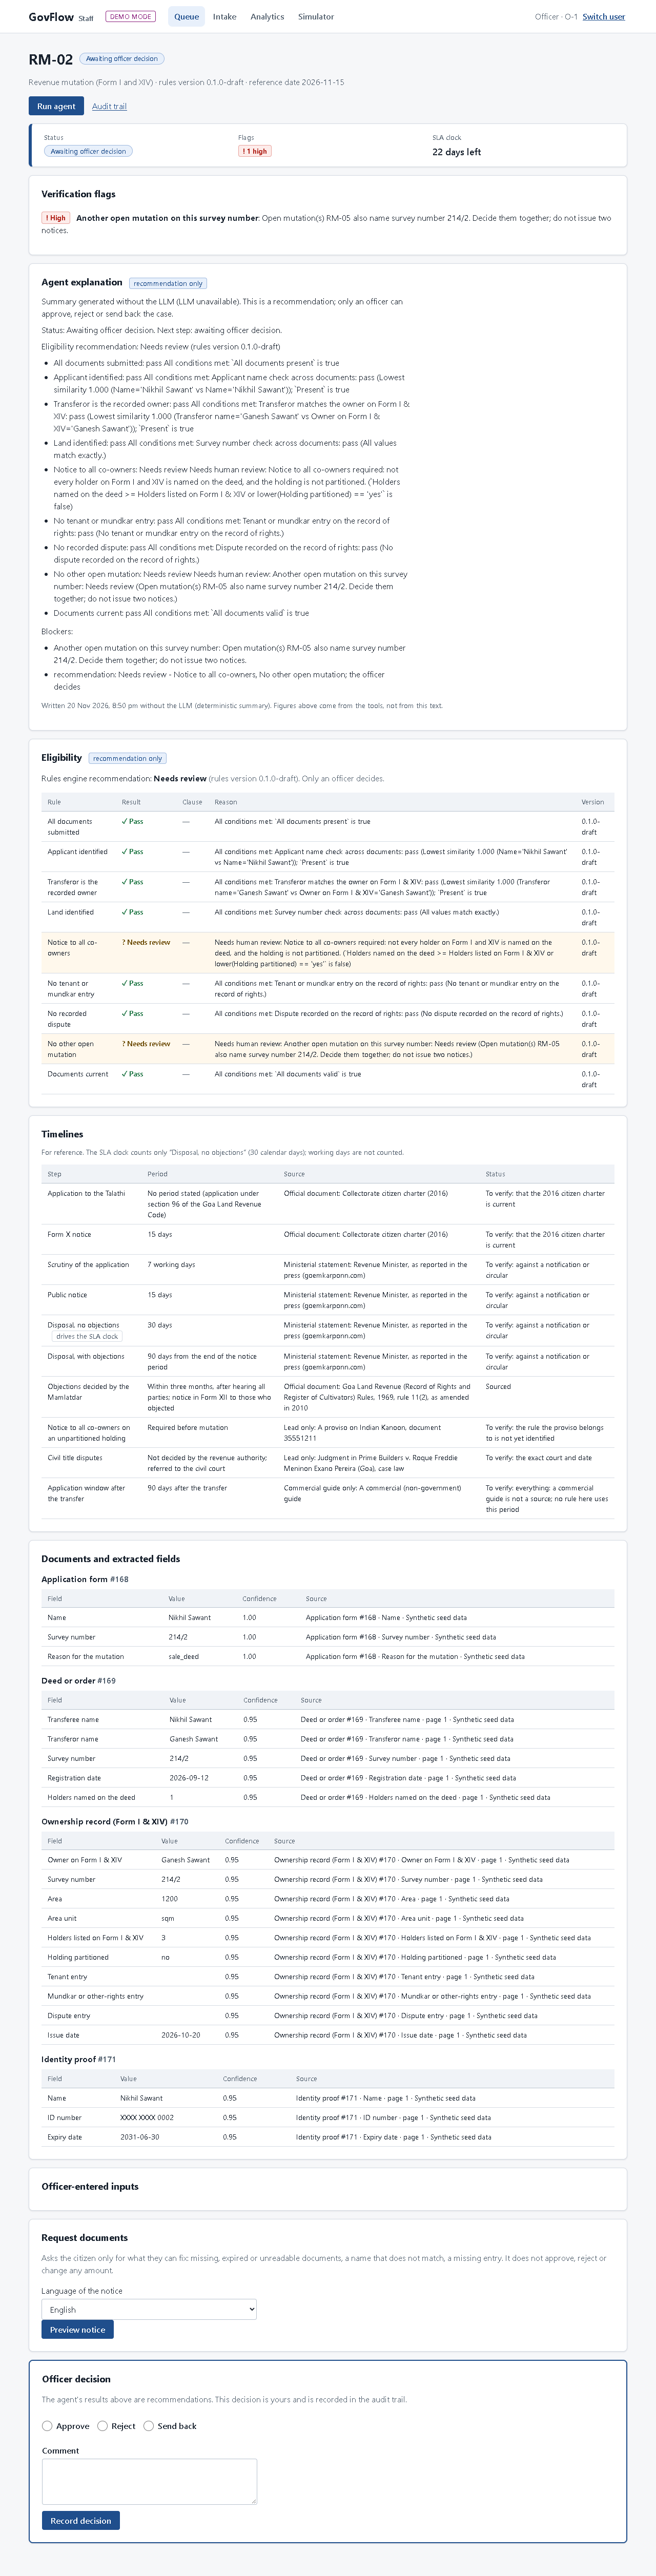 GovFlow Staff DEMO MODE Queue Intake Analytics Simulator Officer · O-1 Switch user
RM-02 Awaiting officer decision
Revenue mutation (Form I and XIV) · rules version 0.1.0-draft · reference date 2026-11-15
Run agent Audit trail
Status Flags SLA clock
Awaiting officer decision ! 1 high 22 days left
Verification flags
! High Another open mutation on this survey number: Open mutation(s) RM-05 also name survey number 214/2. Decide them together; do not issue two
notices.
Agent explanation recommendation only
Summary generated without the LLM (LLM unavailable). This is a recommendation; only an officer can
approve, reject or send back the case.
Status: Awaiting officer decision. Next step: awaiting officer decision.
Eligibility recommendation: Needs review (rules version 0.1.0-draft)
• All documents submitted: pass All conditions met: `All documents present` is true
• Applicant identified: pass All conditions met: Applicant name check across documents: pass (Lowest
similarity 1.000 (Name='Nikhil Sawant' vs Name='Nikhil Sawant')); `Present` is true
• Transferor is the recorded owner: pass All conditions met: Transferor matches the owner on Form I &
XIV: pass (Lowest similarity 1.000 (Transferor name='Ganesh Sawant' vs Owner on Form I &
XIV='Ganesh Sawant')); `Present` is true
• Land identified: pass All conditions met: Survey number check across documents: pass (All values
match exactly.)
• Notice to all co-owners: Needs review Needs human review: Notice to all co-owners required: not
every holder on Form I and XIV is named on the deed, and the holding is not partitioned. (`Holders
named on the deed >= Holders listed on Form I & XIV or lower(Holding partitioned) == 'yes'` is
false)
• No tenant or mundkar entry: pass All conditions met: Tenant or mundkar entry on the record of
rights: pass (No tenant or mundkar entry on the record of rights.)
• No recorded dispute: pass All conditions met: Dispute recorded on the record of rights: pass (No
dispute recorded on the record of rights.)
• No other open mutation: Needs review Needs human review: Another open mutation on this survey
number: Needs review (Open mutation(s) RM-05 also name survey number 214/2. Decide them
together; do not issue two notices.)
• Documents current: pass All conditions met: `All documents valid` is true
Blockers:
• Another open mutation on this survey number: Open mutation(s) RM-05 also name survey number
214/2. Decide them together; do not issue two notices.
• recommendation: Needs review - Notice to all co-owners, No other open mutation; the officer
decides
Written 20 Nov 2026, 8:50 pm without the LLM (deterministic summary). Figures above come from the tools, not from this text.
Eligibility recommendation only
Rules engine recommendation: Needs review (rules version 0.1.0-draft). Only an officer decides.
Rule Result Clause Reason Version
All documents submitted ✓ Pass — All conditions met: `All documents present` is true 0.1.0-draft
Applicant identified ✓ Pass — All conditions met: Applicant name check across documents: pass (Lowest similarity 1.000 (Name='Nikhil Sawant' vs Name='Nikhil Sawant')); `Present` is true 0.1.0-draft
Transferor is the recorded owner ✓ Pass — All conditions met: Transferor matches the owner on Form I & XIV: pass (Lowest similarity 1.000 (Transferor name='Ganesh Sawant' vs Owner on Form I & XIV='Ganesh Sawant')); `Present` is true 0.1.0-draft
Land identified ✓ Pass — All conditions met: Survey number check across documents: pass (All values match exactly.) 0.1.0-draft
Notice to all co-owners ? Needs review — Needs human review: Notice to all co-owners required: not every holder on Form I and XIV is named on the deed, and the holding is not partitioned. (`Holders named on the deed >= Holders listed on Form I & XIV or lower(Holding partitioned) == 'yes'` is false) 0.1.0-draft
No tenant or mundkar entry ✓ Pass — All conditions met: Tenant or mundkar entry on the record of rights: pass (No tenant or mundkar entry on the record of rights.) 0.1.0-draft
No recorded dispute ✓ Pass — All conditions met: Dispute recorded on the record of rights: pass (No dispute recorded on the record of rights.) 0.1.0-draft
No other open mutation ? Needs review — Needs human review: Another open mutation on this survey number: Needs review (Open mutation(s) RM-05 also name survey number 214/2. Decide them together; do not issue two notices.) 0.1.0-draft
Documents current ✓ Pass — All conditions met: `All documents valid` is true 0.1.0-draft
Timelines
For reference. The SLA clock counts only "Disposal, no objections" (30 calendar days); working days are not counted.
Step Period Source Status
Application to the Talathi No period stated (application under section 96 of the Goa Land Revenue Code) Official document: Collectorate citizen charter (2016) To verify: that the 2016 citizen charter is current
Form X notice 15 days Official document: Collectorate citizen charter (2016) To verify: that the 2016 citizen charter is current
Scrutiny of the application 7 working days Ministerial statement: Revenue Minister, as reported in the press (goemkarponn.com) To verify: against a notification or circular
Public notice 15 days Ministerial statement: Revenue Minister, as reported in the press (goemkarponn.com) To verify: against a notification or circular
Disposal, no objections drives the SLA clock 30 days Ministerial statement: Revenue Minister, as reported in the press (goemkarponn.com) To verify: against a notification or circular
Disposal, with objections 90 days from the end of the notice period Ministerial statement: Revenue Minister, as reported in the press (goemkarponn.com) To verify: against a notification or circular
Objections decided by the Mamlatdar Within three months, after hearing all parties; notice in Form XII to those who objected Official document: Goa Land Revenue (Record of Rights and Register of Cultivators) Rules, 1969, rule 11(2), as amended in 2010 Sourced
Notice to all co-owners on an unpartitioned holding Required before mutation Lead only: A proviso on Indian Kanoon, document 35551211 To verify: the rule the proviso belongs to is not yet identified
Civil title disputes Not decided by the revenue authority; referred to the civil court Lead only: Judgment in Prime Builders v. Roque Freddie Meninon Exano Pereira (Goa), case law To verify: the exact court and date
Application window after the transfer 90 days after the transfer Commercial guide only: A commercial (non-government) guide To verify: everything: a commercial guide is not a source; no rule here uses this period
Documents and extracted fields
Application form #168
Field Value Confidence Source
Name Nikhil Sawant 1.00 Application form #168 · Name · Synthetic seed data
Survey number 214/2 1.00 Application form #168 · Survey number · Synthetic seed data
Reason for the mutation sale_deed 1.00 Application form #168 · Reason for the mutation · Synthetic seed data
Deed or order #169
Field Value Confidence Source
Transferee name Nikhil Sawant 0.95 Deed or order #169 · Transferee name · page 1 · Synthetic seed data
Transferor name Ganesh Sawant 0.95 Deed or order #169 · Transferor name · page 1 · Synthetic seed data
Survey number 214/2 0.95 Deed or order #169 · Survey number · page 1 · Synthetic seed data
Registration date 2026-09-12 0.95 Deed or order #169 · Registration date · page 1 · Synthetic seed data
Holders named on the deed 1 0.95 Deed or order #169 · Holders named on the deed · page 1 · Synthetic seed data
Ownership record (Form I & XIV) #170
Field Value Confidence Source
Owner on Form I & XIV Ganesh Sawant 0.95 Ownership record (Form I & XIV) #170 · Owner on Form I & XIV · page 1 · Synthetic seed data
Survey number 214/2 0.95 Ownership record (Form I & XIV) #170 · Survey number · page 1 · Synthetic seed data
Area 1200 0.95 Ownership record (Form I & XIV) #170 · Area · page 1 · Synthetic seed data
Area unit sqm 0.95 Ownership record (Form I & XIV) #170 · Area unit · page 1 · Synthetic seed data
Holders listed on Form I & XIV 3 0.95 Ownership record (Form I & XIV) #170 · Holders listed on Form I & XIV · page 1 · Synthetic seed data
Holding partitioned no 0.95 Ownership record (Form I & XIV) #170 · Holding partitioned · page 1 · Synthetic seed data
Tenant entry 0.95 Ownership record (Form I & XIV) #170 · Tenant entry · page 1 · Synthetic seed data
Mundkar or other-rights entry 0.95 Ownership record (Form I & XIV) #170 · Mundkar or other-rights entry · page 1 · Synthetic seed data
Dispute entry 0.95 Ownership record (Form I & XIV) #170 · Dispute entry · page 1 · Synthetic seed data
Issue date 2026-10-20 0.95 Ownership record (Form I & XIV) #170 · Issue date · page 1 · Synthetic seed data
Identity proof #171
Field Value Confidence Source
Name Nikhil Sawant 0.95 Identity proof #171 · Name · page 1 · Synthetic seed data
ID number XXXX XXXX 0002 0.95 Identity proof #171 · ID number · page 1 · Synthetic seed data
Expiry date 2031-06-30 0.95 Identity proof #171 · Expiry date · page 1 · Synthetic seed data
Officer-entered inputs
Request documents
Asks the citizen only for what they can fix: missing, expired or unreadable documents, a name that does not match, a missing entry. It does not approve, reject or
change any amount.
Language of the notice
English
Preview notice
Officer decision
The agent's results above are recommendations. This decision is yours and is recorded in the audit trail.
Approve Reject Send back
Comment
Record decision